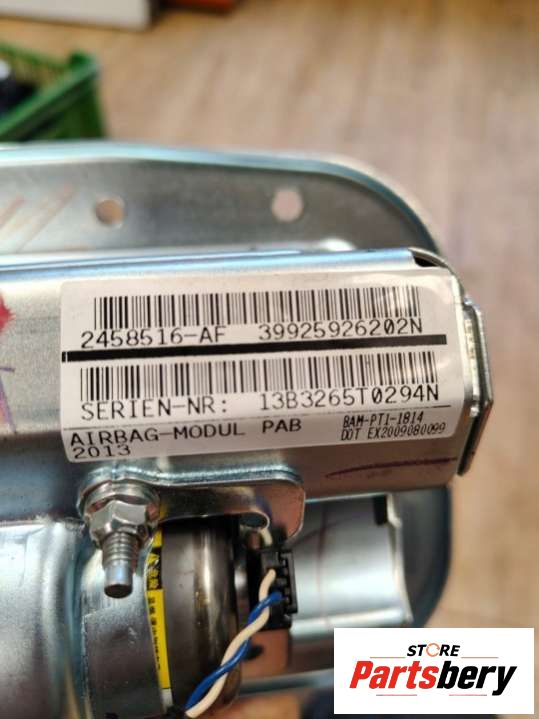 2458516-AF 39925926202N
SERIEN-NR: 13B3265T0294N
AIRBAG-MODUL PAB BAM-PT1-1814
2013 DOT EX2009080099
STORE
Partsbery